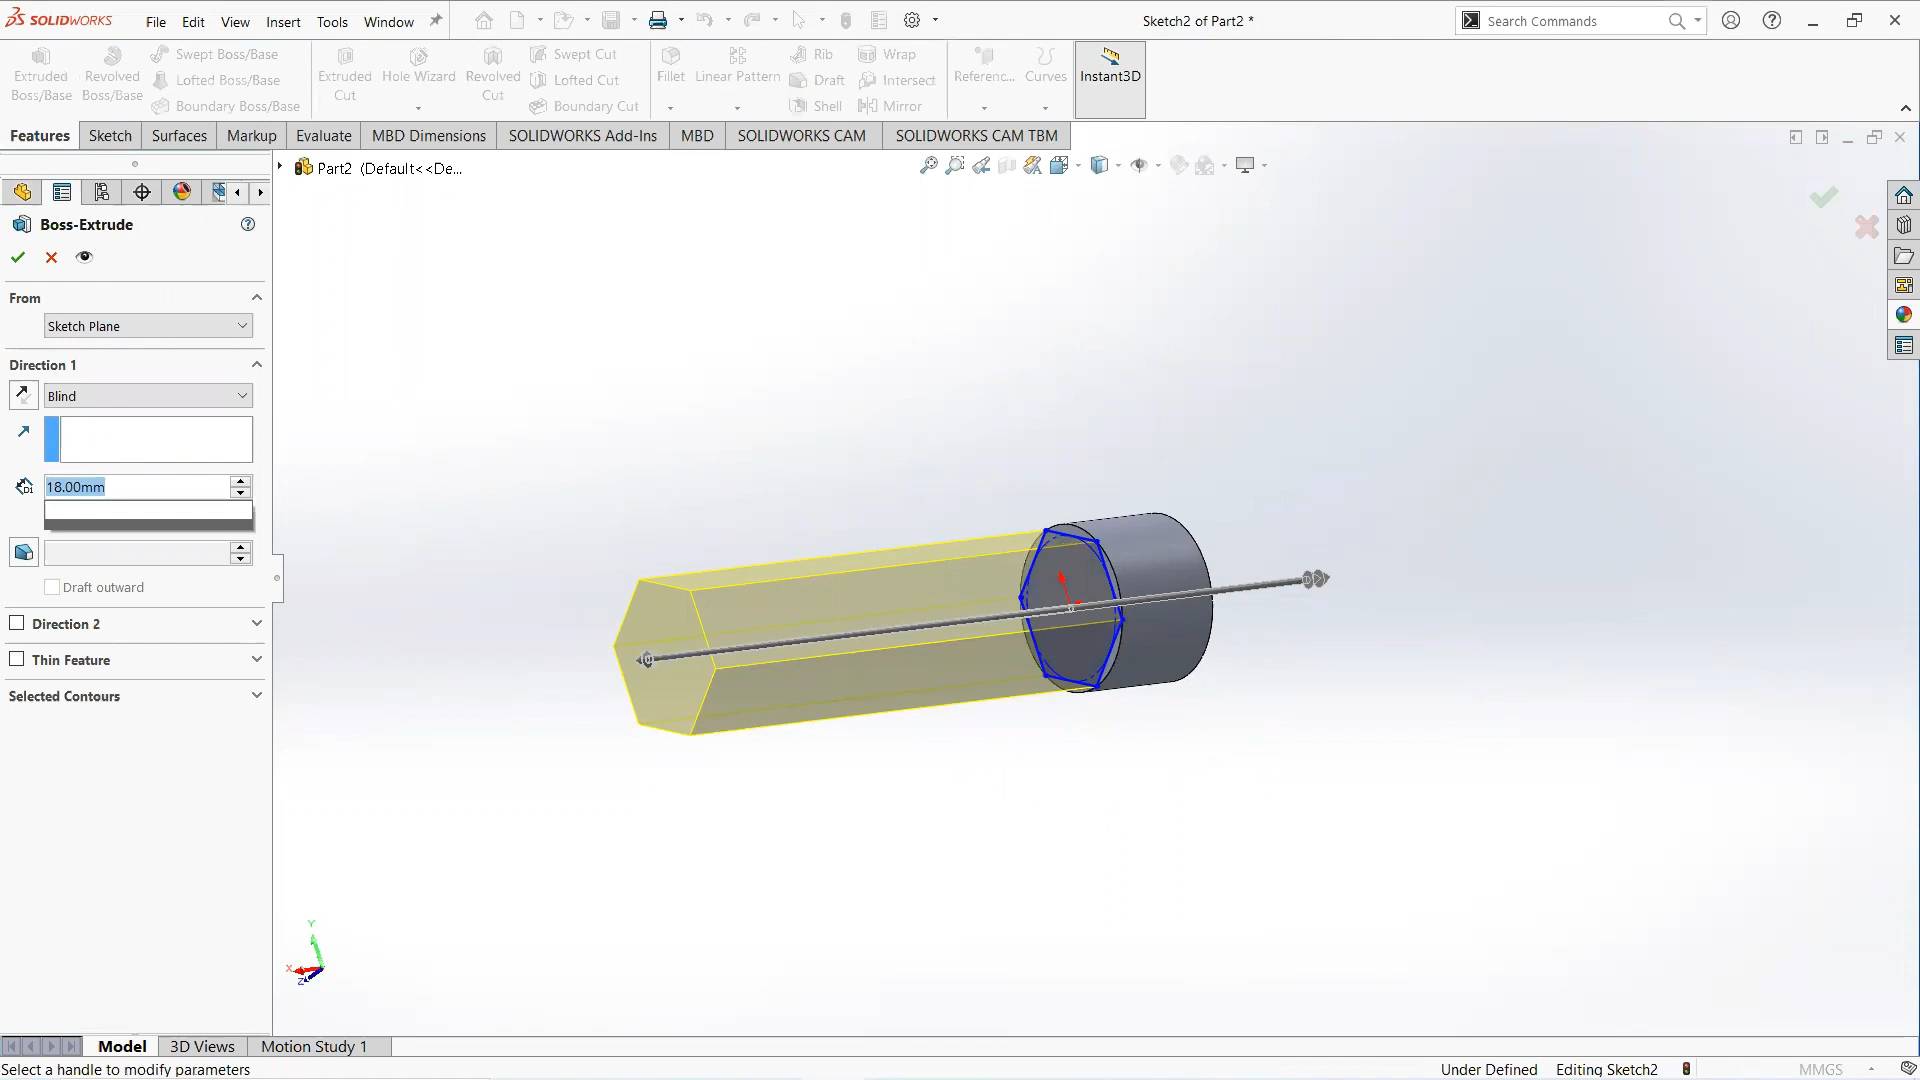 SOLIDWORKS File Edit View Insert Tools Window Sketch2 of Part2 * Search Commands
Extruded Boss/Base
Revolved Boss/Base
Swept Boss/Base
Lofted Boss/Base
Boundary Boss/Base
Extruded Cut
Hole Wizard
Revolved Cut
Swept Cut
Lofted Cut
Boundary Cut
Fillet
Linear Pattern
Rib
Draft
Shell
Wrap
Intersect
Mirror
Referenc...
Curves
Instant3D
Features Sketch Surfaces Markup Evaluate MBD Dimensions SOLIDWORKS Add-Ins MBD SOLIDWORKS CAM SOLIDWORKS CAM TBM
Part2 (Default<<De...
Boss-Extrude
From
Sketch Plane
Direction 1
Blind
18.00mm
Draft outward
Direction 2
Thin Feature
Selected Contours
Y
X
Z
Model 3D Views Motion Study 1
Select a handle to modify parameters Under Defined Editing Sketch2 MMGS